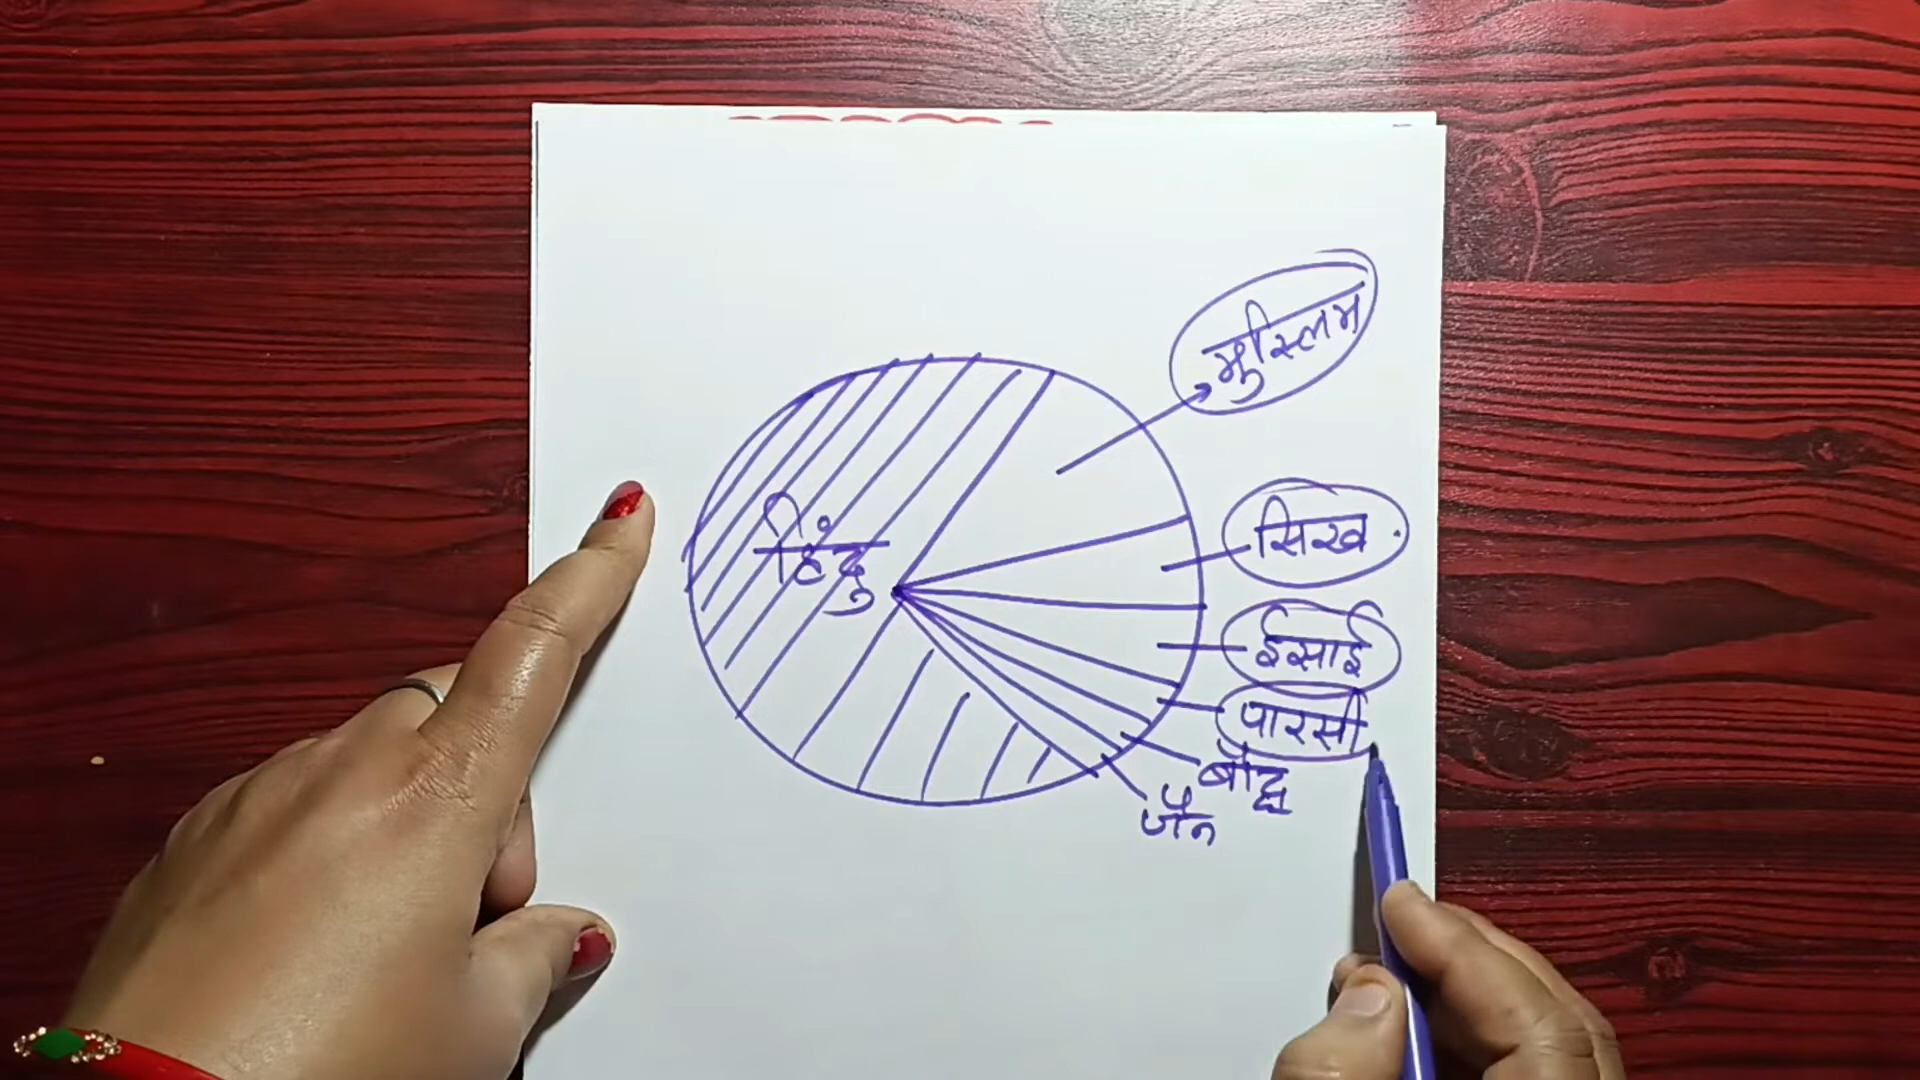 मुस्लिम
हिंदु
सिख
ईसाई
पारसी
बौद्ध
जैन